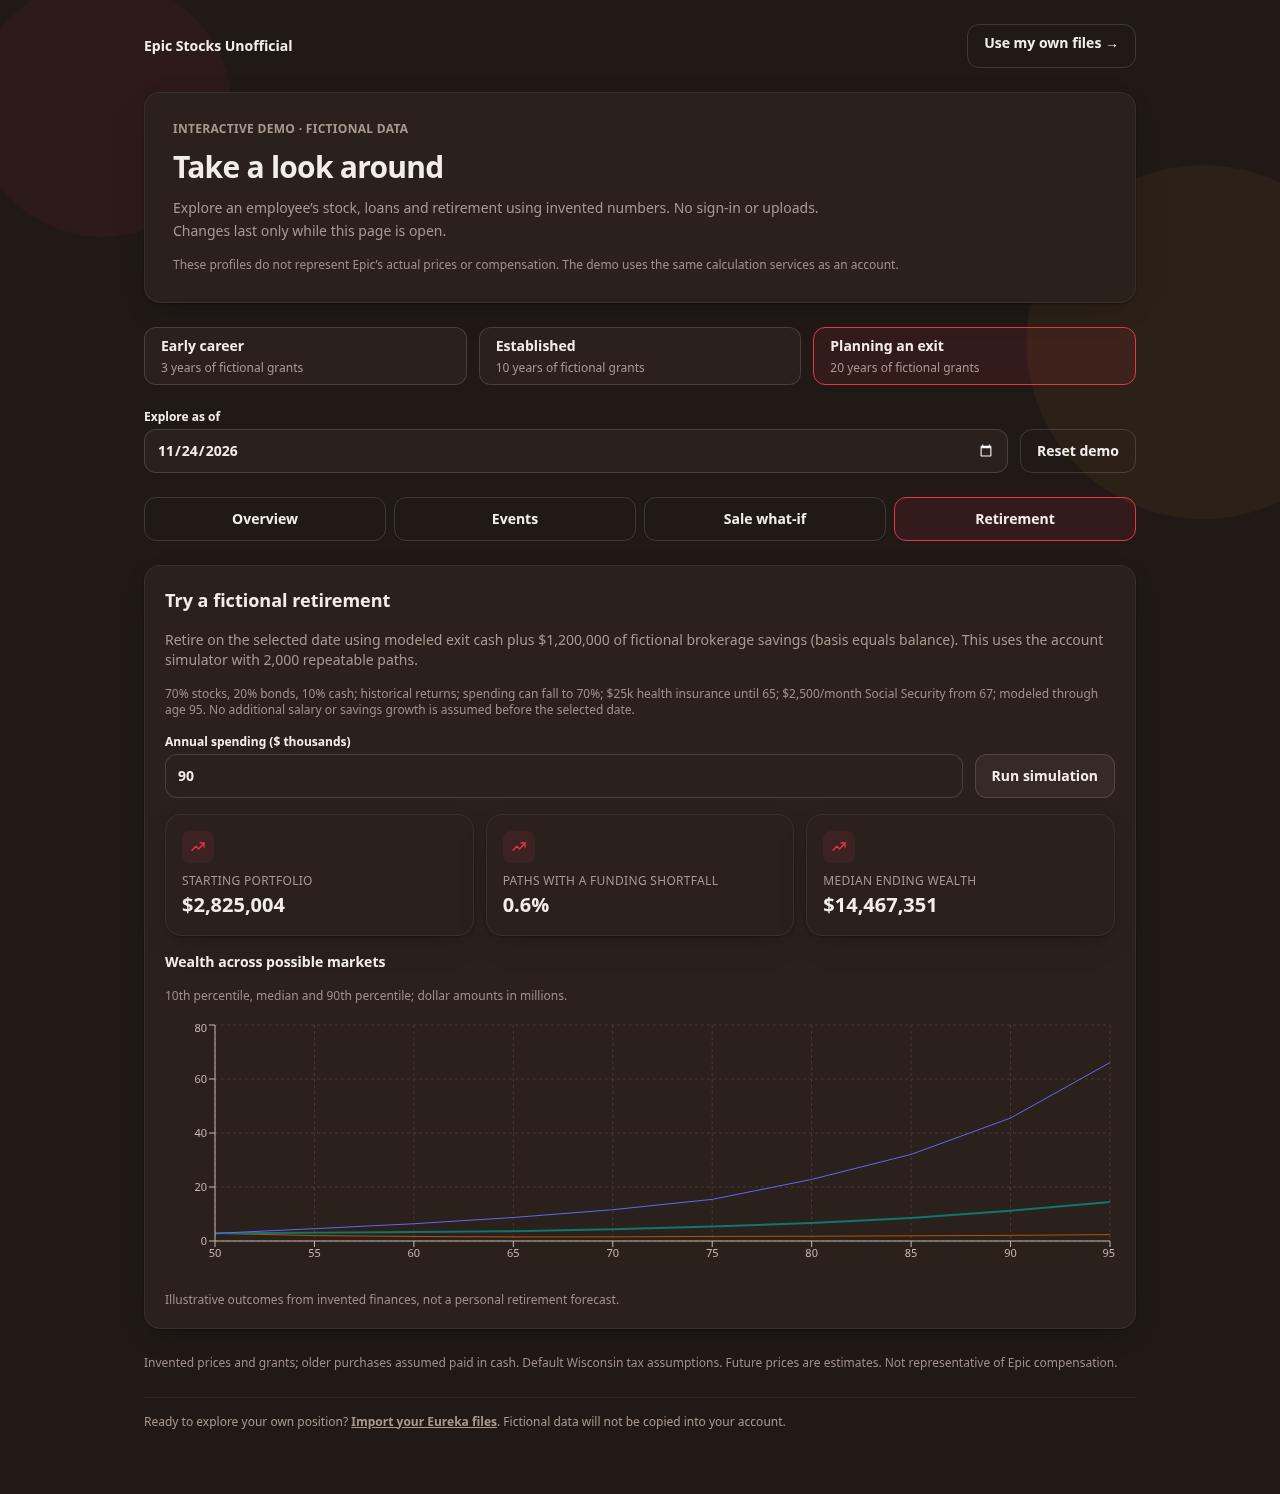 Epic Stocks Unofficial
Use my own files →
INTERACTIVE DEMO · FICTIONAL DATA
Take a look around
Explore an employee’s stock, loans and retirement using invented numbers. No sign-in or uploads.
Changes last only while this page is open.
These profiles do not represent Epic’s actual prices or compensation. The demo uses the same calculation services as an account.
Early career
3 years of fictional grants
Established
10 years of fictional grants
Planning an exit
20 years of fictional grants
Explore as of
11/24/2026
Reset demo
Overview
Events
Sale what-if
Retirement
Try a fictional retirement
Retire on the selected date using modeled exit cash plus $1,200,000 of fictional brokerage savings (basis equals balance). This uses the account
simulator with 2,000 repeatable paths.
70% stocks, 20% bonds, 10% cash; historical returns; spending can fall to 70%; $25k health insurance until 65; $2,500/month Social Security from 67; modeled through
age 95. No additional salary or savings growth is assumed before the selected date.
Annual spending ($ thousands)
90
Run simulation
STARTING PORTFOLIO
$2,825,004
PATHS WITH A FUNDING SHORTFALL
0.6%
MEDIAN ENDING WEALTH
$14,467,351
Wealth across possible markets
10th percentile, median and 90th percentile; dollar amounts in millions.
80
60
40
20
0
50 55 60 65 70 75 80 85 90 95
Illustrative outcomes from invented finances, not a personal retirement forecast.
Invented prices and grants; older purchases assumed paid in cash. Default Wisconsin tax assumptions. Future prices are estimates. Not representative of Epic compensation.
Ready to explore your own position? Import your Eureka files. Fictional data will not be copied into your account.